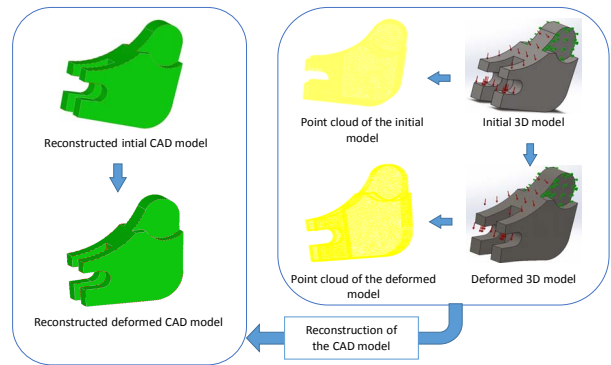 Reconstructed intial CAD model
Reconstructed deformed CAD model
Point cloud of the initial
model
Initial 3D model
Point cloud of the deformed
model
Deformed 3D model
Reconstruction of
the CAD model